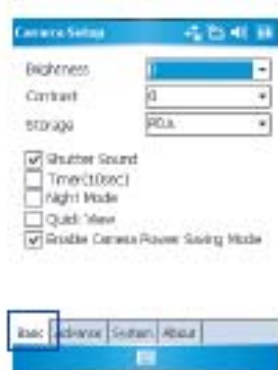 Camera Setup
Brightness
Contrast 0
Storage PDA
Shutter Sound
Timer(10sec)
Night Mode
Quick View
Enable Camera Power Saving Mode
Basic Advance System About